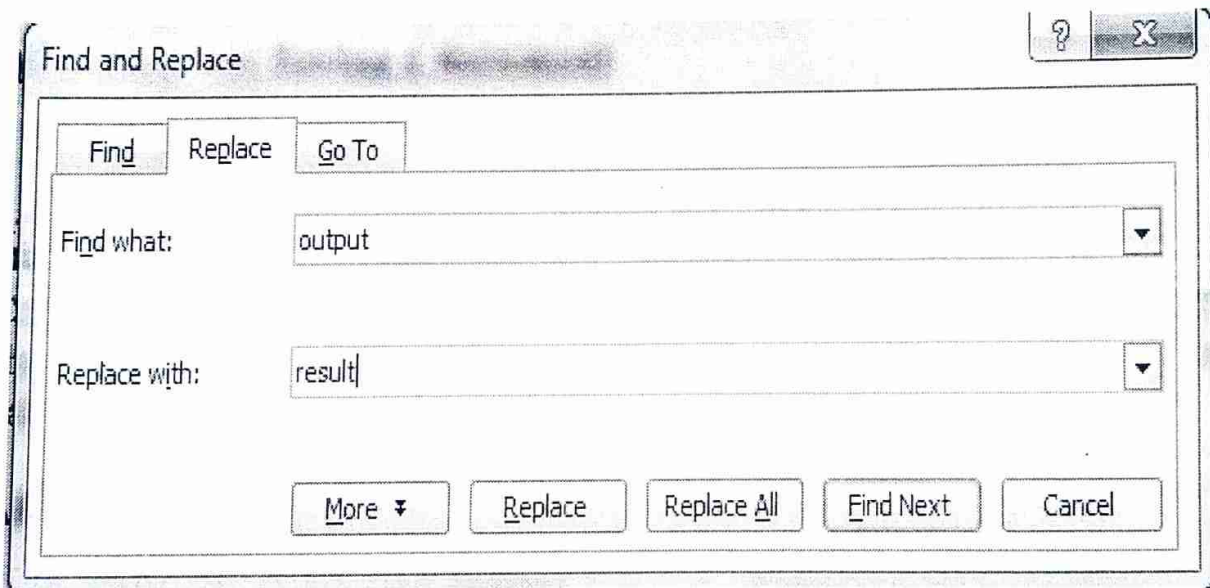 Find and Replace
Find Replace Go To
Find what: output
Replace with: result
More Replace Replace All Find Next Cancel